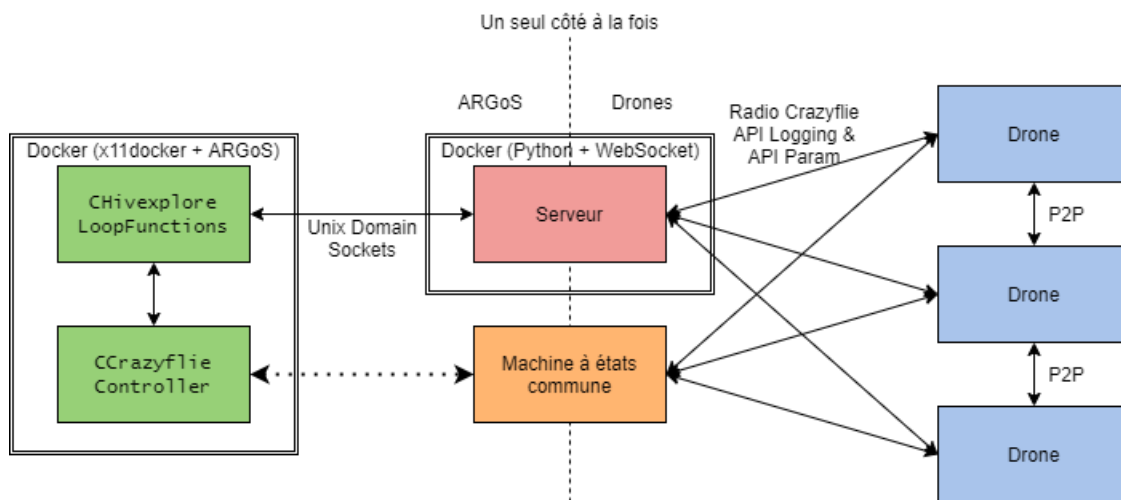 Un seul côté à la fois
ARGoS
Drones
Docker (x11docker + ARGoS)
CHivexplore
LoopFunctions
Unix Domain
Sockets
Docker (Python + WebSocket)
Serveur
Radio Crazyflie
API Logging &
API Param
Drone
P2P
Drone
P2P
Drone
CCrazyflie
Controller
Machine à états
commune